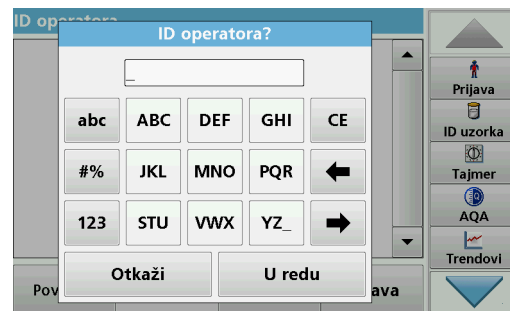 ID operatora
ID operatora?
_
abc ABC DEF GHI CE
#% JKL MNO PQR
123 STU VWX YZ_
Otkaži U redu
Prijava
ID uzorka
Tajmer
AQA
Trendovi